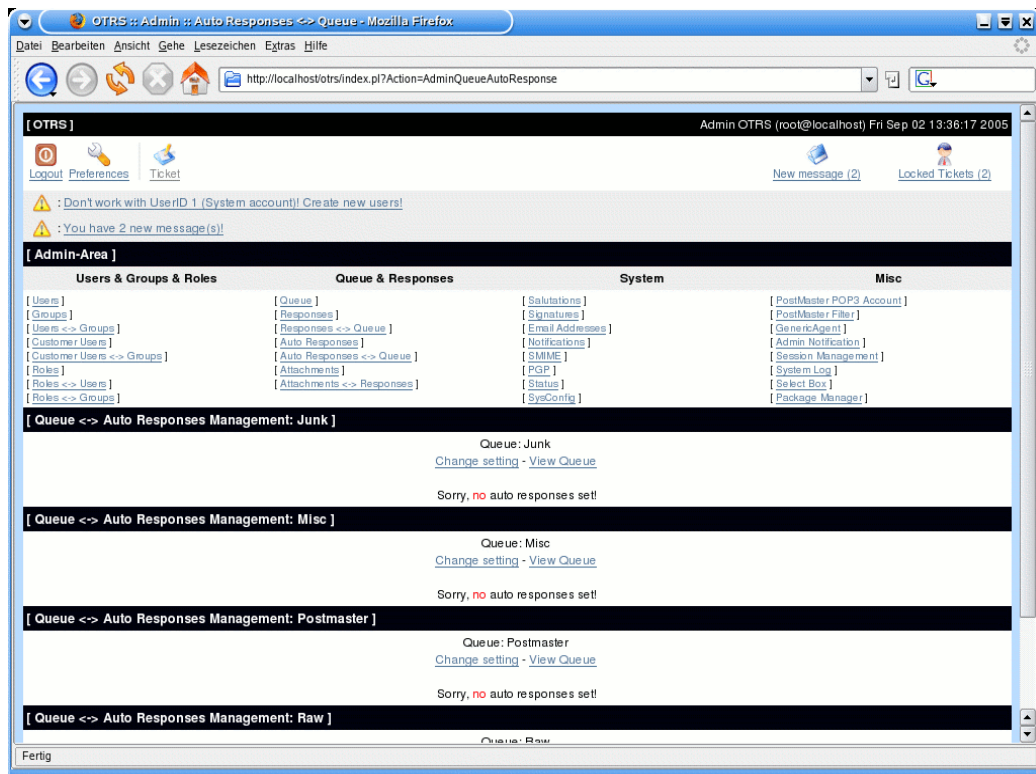 OTRS :: Admin :: Auto Responses <-> Queue - Mozilla Firefox
Datei Bearbeiten Ansicht Gehe Lesezeichen Extras Hilfe
http://localhost/otrs/index.pl?Action=AdminQueueAutoResponse
G
[ OTRS ] Admin OTRS (root@localhost) Fri Sep 02 13:36:17 2005
Logout Preferences Ticket New message (2) Locked Tickets (2)
: Don't work with UserID 1 (System account)! Create new users!
: You have 2 new message(s)!
[ Admin-Area ]
Users & Groups & Roles Queue & Responses System Misc
[ Users ] [ Queue ] [ Salutations ] [ PostMaster POP3 Account ]
[ Groups ] [ Responses ] [ Signatures ] [ PostMaster Filter ]
[ Users <-> Groups ] [ Responses <-> Queue ] [ Email Addresses ] [ GenericAgent ]
[ Customer Users ] [ Auto Responses ] [ Notifications ] [ Admin Notification ]
[ Customer Users <-> Groups ] [ Auto Responses <-> Queue ] [ SMIME ] [ Session Management ]
[ Roles ] [ Attachments ] [ PGP ] [ System Log ]
[ Roles <-> Users ] [ Attachments <-> Responses ] [ Status ] [ Select Box ]
[ Roles <-> Groups ] [ SysConfig ] [ Package Manager ]
[ Queue <-> Auto Responses Management: Junk ]
Queue: Junk
Change setting - View Queue
Sorry, no auto responses set!
[ Queue <-> Auto Responses Management: Misc ]
Queue: Misc
Change setting - View Queue
Sorry, no auto responses set!
[ Queue <-> Auto Responses Management: Postmaster ]
Queue: Postmaster
Change setting - View Queue
Sorry, no auto responses set!
[ Queue <-> Auto Responses Management: Raw ]
Queue: Raw
Fertig